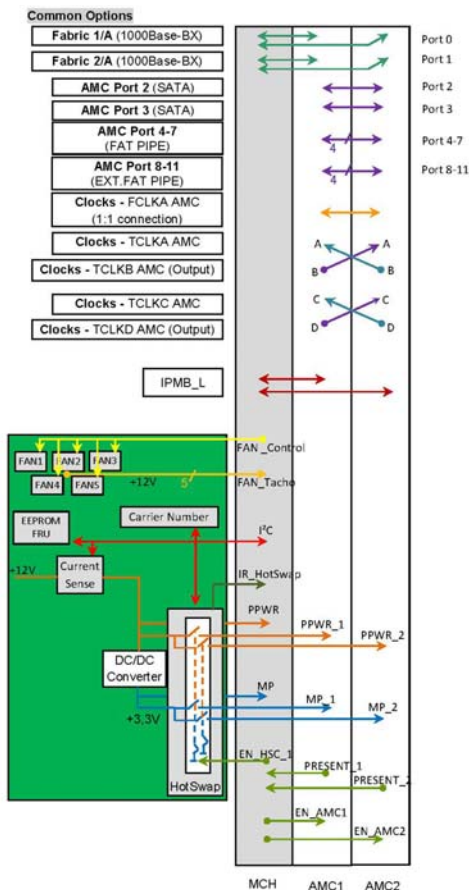 Common Options
Fabric 1/A (1000Base-BX)
Port 0
Fabric 2/A (1000Base-BX)
Port 1
AMC Port 2 (SATA)
Port 2
AMC Port 3 (SATA)
Port 3
AMC Port 4-7
(FAT PIPE)
4
Port 4-7
AMC Port 8-11
(EXT.FAT PIPE)
4
Port 8-11
Clocks - FCLKA AMC
(1:1 connection)
Clocks - TCLKA AMC
A
A
Clocks - TCLKB AMC (Output)
B
B
Clocks - TCLKC AMC
C
C
Clocks - TCLKD AMC (Output)
D
D
IPMB_L
FAN_Control
FAN1
FAN2
FAN3
FAN4
FAN5
+12V
5
FAN_Tacho
EEPROM
FRU
Carrier Number
I²C
+12V
Current
Sense
IR_HotSwap
PPWR
PPWR_1
PPWR_2
DC/DC
Converter
MP
MP_1
MP_2
+3,3V
EN_HSC_1
PRESENT_1
PRESENT_2
HotSwap
EN_AMC1
EN_AMC2
MCH
AMC1
AMC2